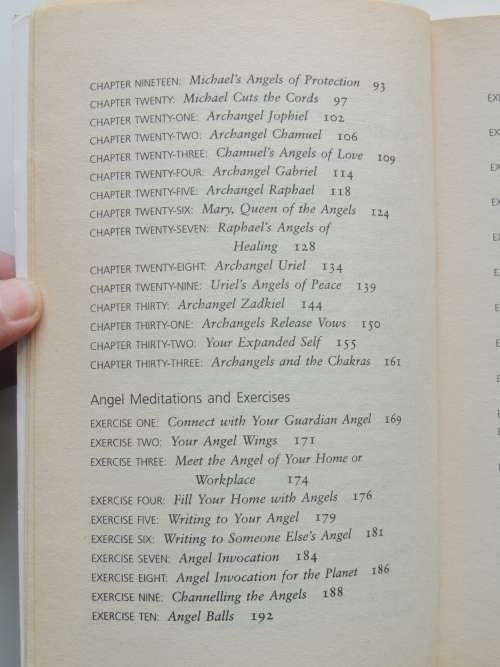 CHAPTER NINETEEN: Michael's Angels of Protection 93
CHAPTER TWENTY: Michael Cuts the Cords 97
CHAPTER TWENTY-ONE: Archangel Jophiel 102
CHAPTER TWENTY-TWO: Archangel Chamuel 106
CHAPTER TWENTY-THREE: Chamuel's Angels of Love 109
CHAPTER TWENTY-FOUR: Archangel Gabriel 114
CHAPTER TWENTY-FIVE: Archangel Raphael 118
CHAPTER TWENTY-SIX: Mary, Queen of the Angels 124
CHAPTER TWENTY-SEVEN: Raphael's Angels of
Healing 128
CHAPTER TWENTY-EIGHT: Archangel Uriel 134
CHAPTER TWENTY-NINE: Uriel's Angels of Peace 139
CHAPTER THIRTY: Archangel Zadkiel 144
CHAPTER THIRTY-ONE: Archangels Release Vows 150
CHAPTER THIRTY-TWO: Your Expanded Self 155
CHAPTER THIRTY-THREE: Archangels and the Chakras 161
Angel Meditations and Exercises
EXERCISE ONE: Connect with Your Guardian Angel 169
EXERCISE TWO: Your Angel Wings 171
EXERCISE THREE: Meet the Angel of Your Home or
Workplace 174
EXERCISE FOUR: Fill Your Home with Angels 176
EXERCISE FIVE: Writing to Your Angel 179
EXERCISE SIX: Writing to Someone Else's Angel 181
EXERCISE SEVEN: Angel Invocation 184
EXERCISE EIGHT: Angel Invocation for the Planet 186
EXERCISE NINE: Channelling the Angels 188
EXERCISE TEN: Angel Balls 192